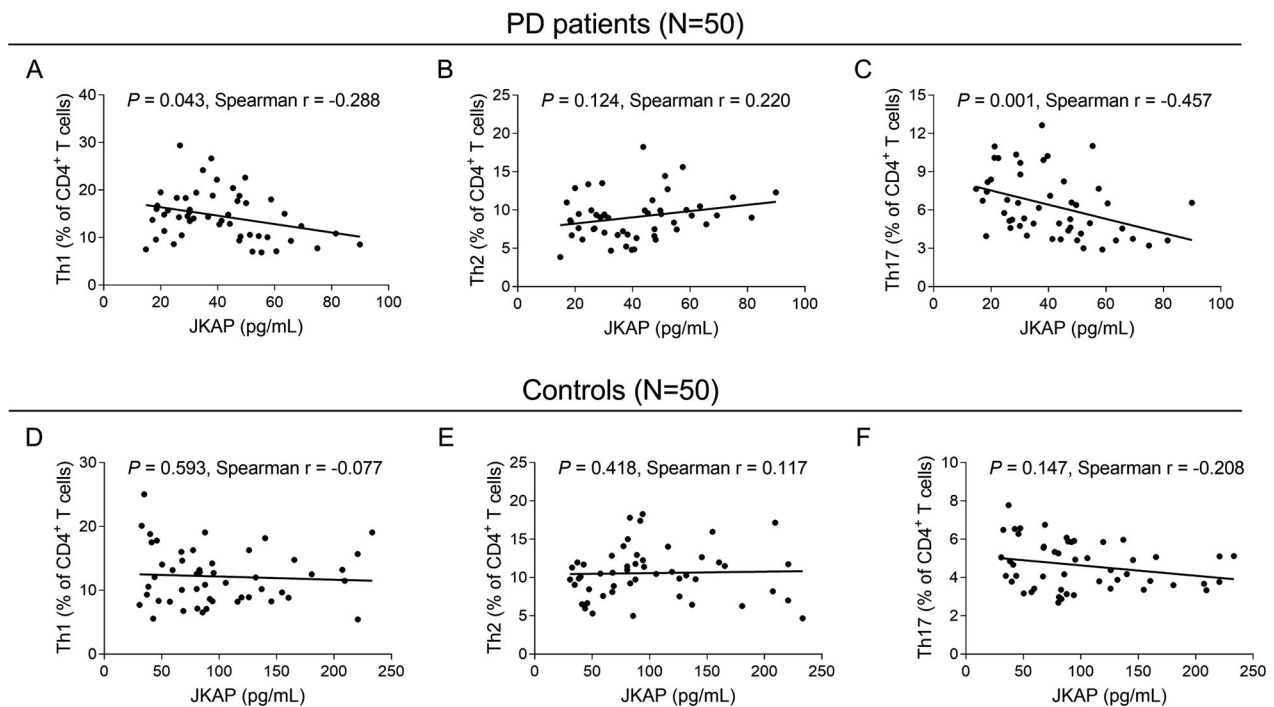 PD patients (N=50)
A
P = 0.043, Spearman r = -0.288
Th1 (% of CD4+ T cells)
40
30
20
10
0
0 20 40 60 80 100
JKAP (pg/mL)
B
P = 0.124, Spearman r = 0.220
Th2 (% of CD4+ T cells)
25
20
15
10
5
0
0 20 40 60 80 100
JKAP (pg/mL)
C
P = 0.001, Spearman r = -0.457
Th17 (% of CD4+ T cells)
15
12
9
6
3
0
0 20 40 60 80 100
JKAP (pg/mL)
Controls (N=50)
D
P = 0.593, Spearman r = -0.077
Th1 (% of CD4+ T cells)
30
20
10
0
0 50 100 150 200 250
JKAP (pg/mL)
E
P = 0.418, Spearman r = 0.117
Th2 (% of CD4+ T cells)
25
20
15
10
5
0
0 50 100 150 200 250
JKAP (pg/mL)
F
P = 0.147, Spearman r = -0.208
Th17 (% of CD4+ T cells)
10
8
6
4
2
0
0 50 100 150 200 250
JKAP (pg/mL)